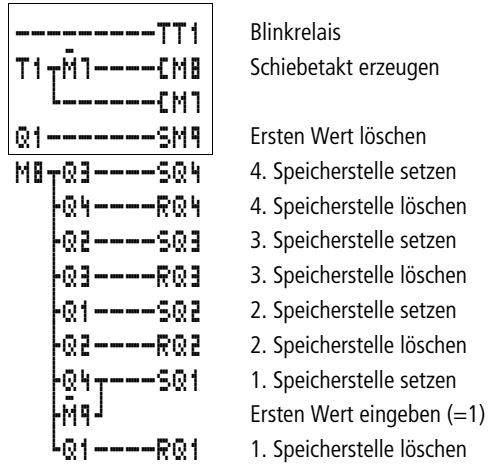 ---------TT1 Blinkrelais
T1┬M̅7----[M8 Schiebetakt erzeugen
└------[M7
Q1-------SM9 Ersten Wert löschen
M8┬Q3----SQ4 4. Speicherstelle setzen
├Q4----RQ4 4. Speicherstelle löschen
├Q2----SQ3 3. Speicherstelle setzen
├Q3----RQ3 3. Speicherstelle löschen
├Q1----SQ2 2. Speicherstelle setzen
├Q2----RQ2 2. Speicherstelle löschen
├Q4┬---SQ1 1. Speicherstelle setzen
├M̅9┘ Ersten Wert eingeben (=1)
└Q1----RQ1 1. Speicherstelle löschen